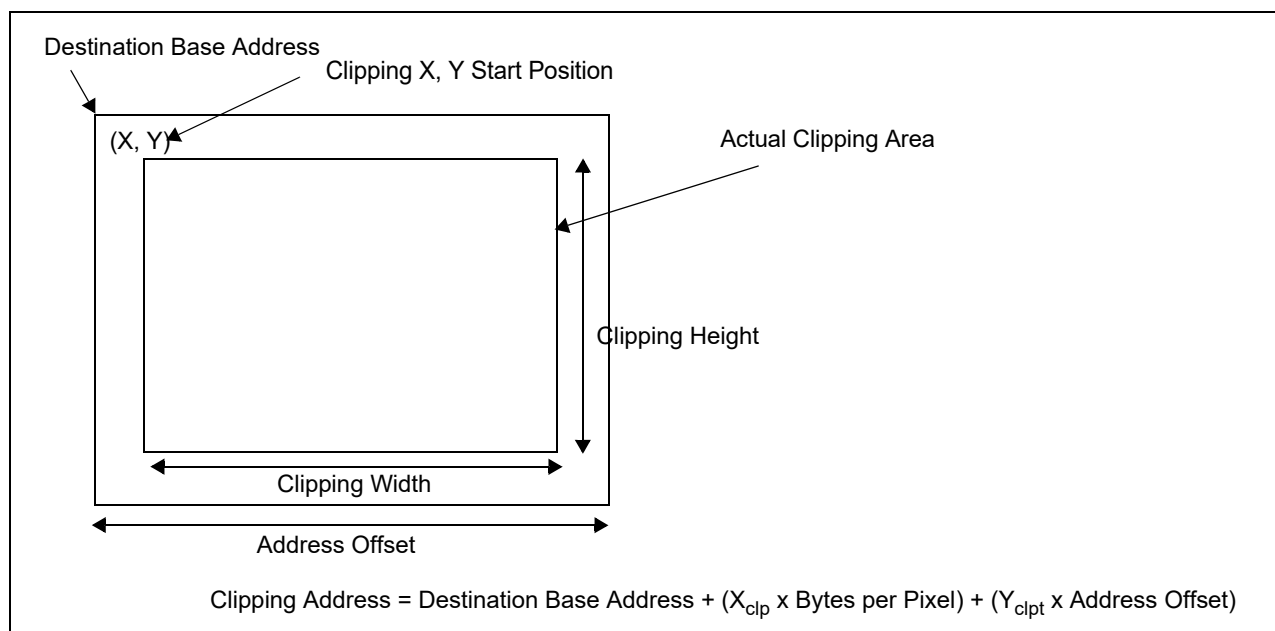 Destination Base Address
Clipping X, Y Start Position
(X, Y)
Actual Clipping Area
Clipping Height
Clipping Width
Address Offset
Clipping Address = Destination Base Address + (Xclp x Bytes per Pixel) + (Yclpt x Address Offset)